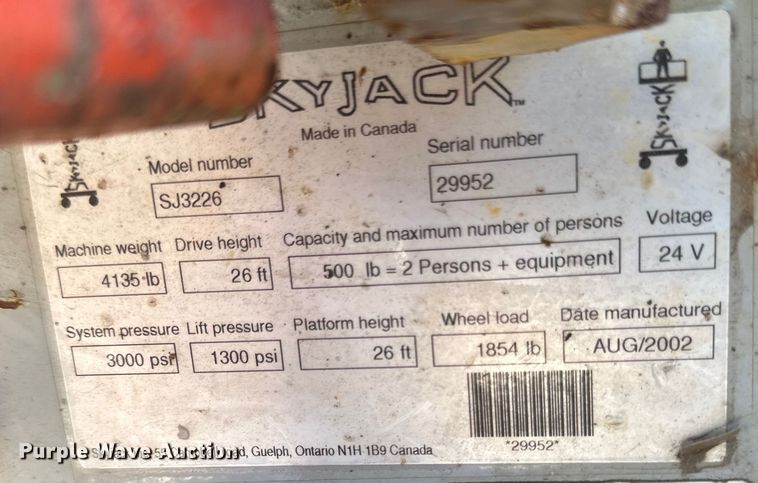 SKYJACK
SKYJACK
TM
Made in Canada
SKYJACK
Model number
Serial number
SJ3226
29952
Machine weight
Drive height
Capacity and maximum number of persons
Voltage
4135 lb
26 ft
500 lb = 2 Persons + equipment
24 V
System pressure
Lift pressure
Platform height
Wheel load
Date manufactured
3000 psi
1300 psi
26 ft
1854 lb
AUG/2002
*29952*
Guelph, Ontario N1H 1B9 Canada
Purple Wave Auction